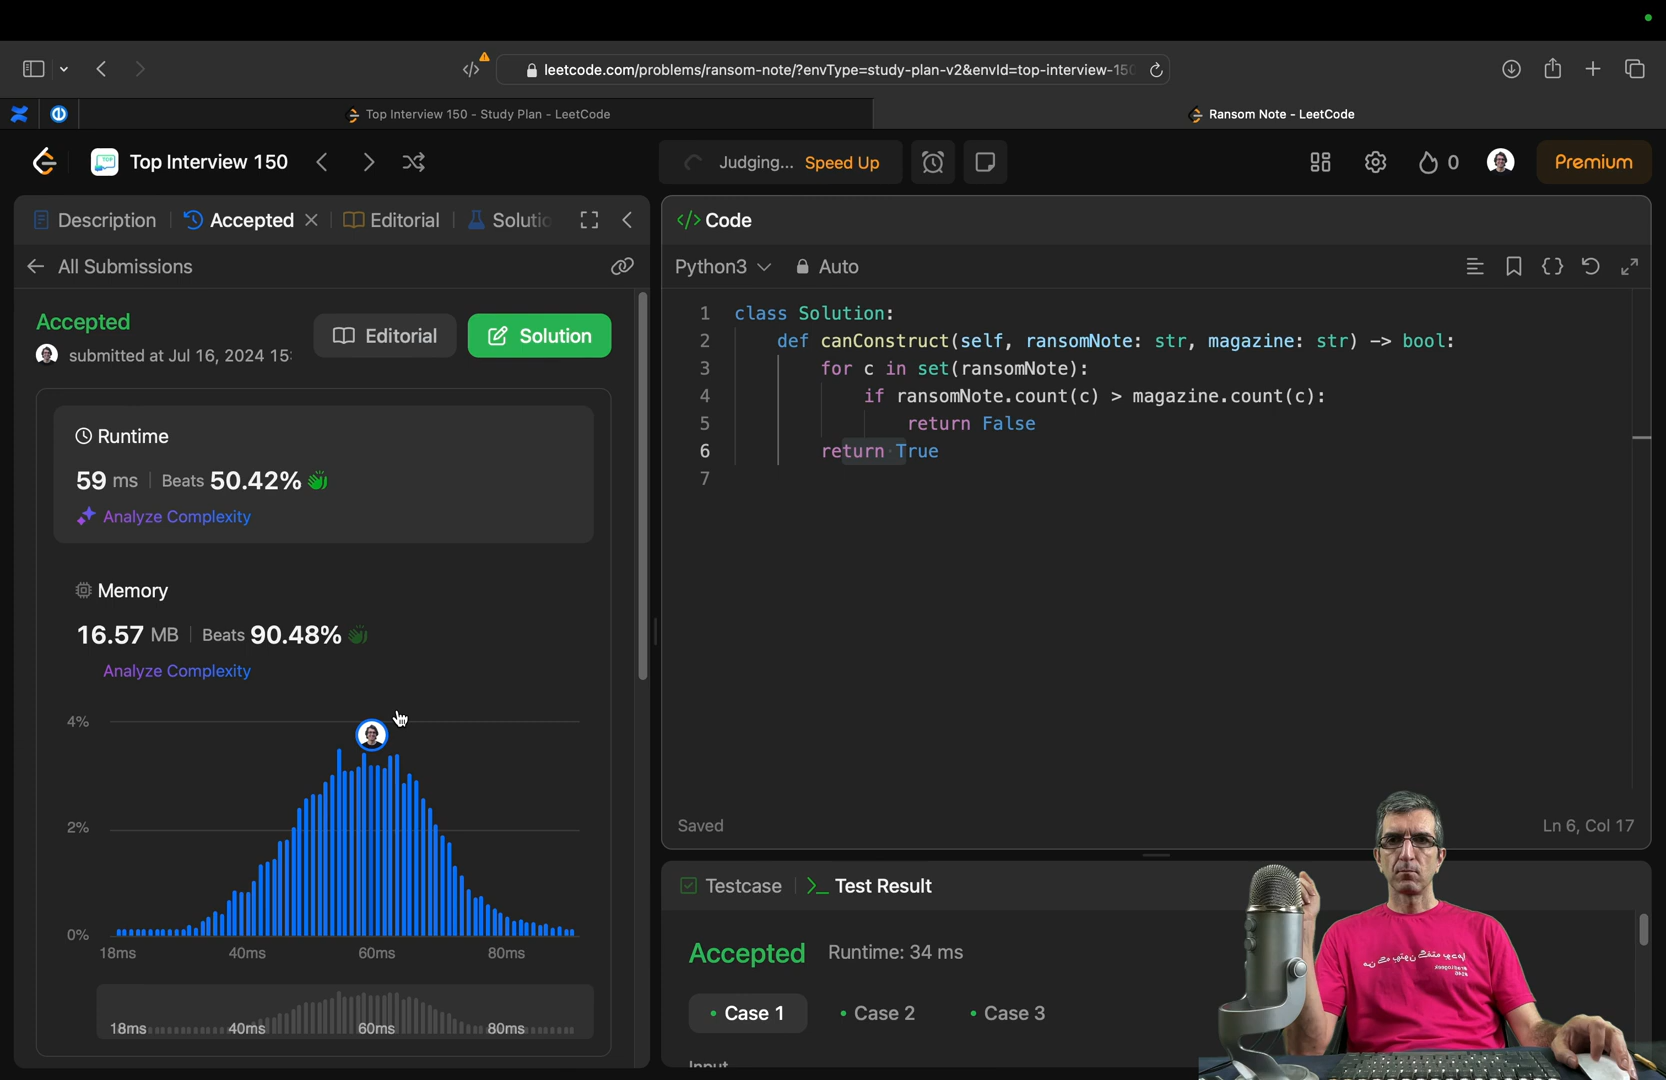 leetcode.com/problems/ransom-note/?envType=study-plan-v2&envId=top-interview-150
Top Interview 150 - Study Plan - LeetCode
Ransom Note - LeetCode
Top Interview 150
Judging... Speed Up
0
Premium
Description
Accepted
Editorial
Solutio
All Submissions
Accepted
submitted at Jul 16, 2024 15:
Editorial
Solution
Runtime
59 ms | Beats 50.42%
Analyze Complexity
Memory
16.57 MB | Beats 90.48%
Analyze Complexity
4%
2%
0%
18ms 40ms 60ms 80ms
18ms 40ms 60ms 80ms
</> Code
Python3 Auto
1 class Solution:
2 def canConstruct(self, ransomNote: str, magazine: str) -> bool:
3 for c in set(ransomNote):
4 if ransomNote.count(c) > magazine.count(c):
5 return False
6 return True
7
Saved
Ln 6, Col 17
Testcase
>_ Test Result
Accepted Runtime: 34 ms
Case 1 Case 2 Case 3
Input